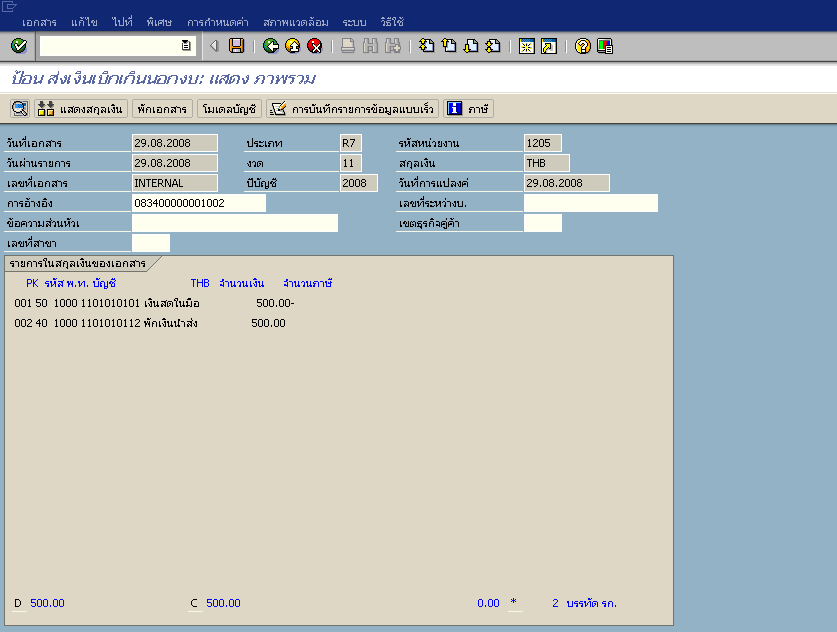 เอกสาร แก้ไข ไปที่ พิเศษ การกำหนดค่า สภาพแวดล้อม ระบบ วิธีใช้
ป้อน ส่งเงินเบิกเกินนอกงบ: แสดง ภาพรวม
แสดงสกุลเงิน พักเอกสาร โมเดลบัญชี การบันทึกรายการข้อมูลแบบเร็ว ภาษี
วันที่เอกสาร 29.08.2008 ประเภท R7 รหัสหน่วยงาน 1205
วันผ่านรายการ 29.08.2008 งวด 11 สกุลเงิน THB
เลขที่เอกสาร INTERNAL ปีบัญชี 2008 วันที่การแปลงค่ 29.08.2008
การอ้างอิง 083400000001002 เลขที่ระหว่างบ.
ข้อความส่วนหัวเ เขตธุรกิจคู่ค้า
เลขที่สาขา
รายการในสกุลเงินของเอกสาร
PK รหัส พ.ท. บัญชี THB จำนวนเงิน จำนวนภาษี
001 50 1000 1101010101 เงินสดในมือ 500.00-
002 40 1000 1101010112 พักเงินนำส่ง 500.00
D 500.00 C 500.00 0.00 * 2 บรรทัด รก.